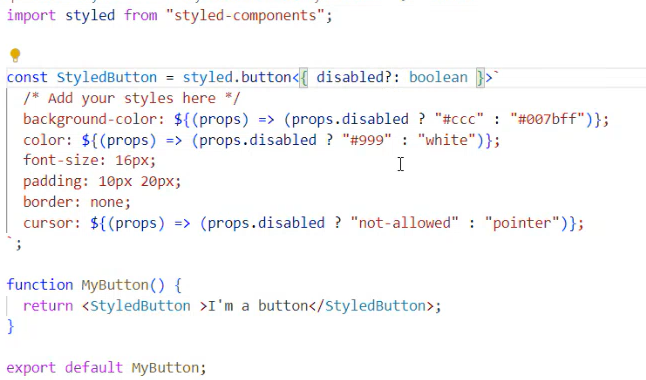 import styled from "styled-components";
const StyledButton = styled.button<{ disabled?: boolean }>`
/* Add your styles here */
background-color: ${(props) => (props.disabled ? "#ccc" : "#007bff")};
color: ${(props) => (props.disabled ? "#999" : "white")};
font-size: 16px;
padding: 10px 20px;
border: none;
cursor: ${(props) => (props.disabled ? "not-allowed" : "pointer")};
`;
function MyButton() {
return <StyledButton >I'm a button</StyledButton>;
}
export default MyButton;